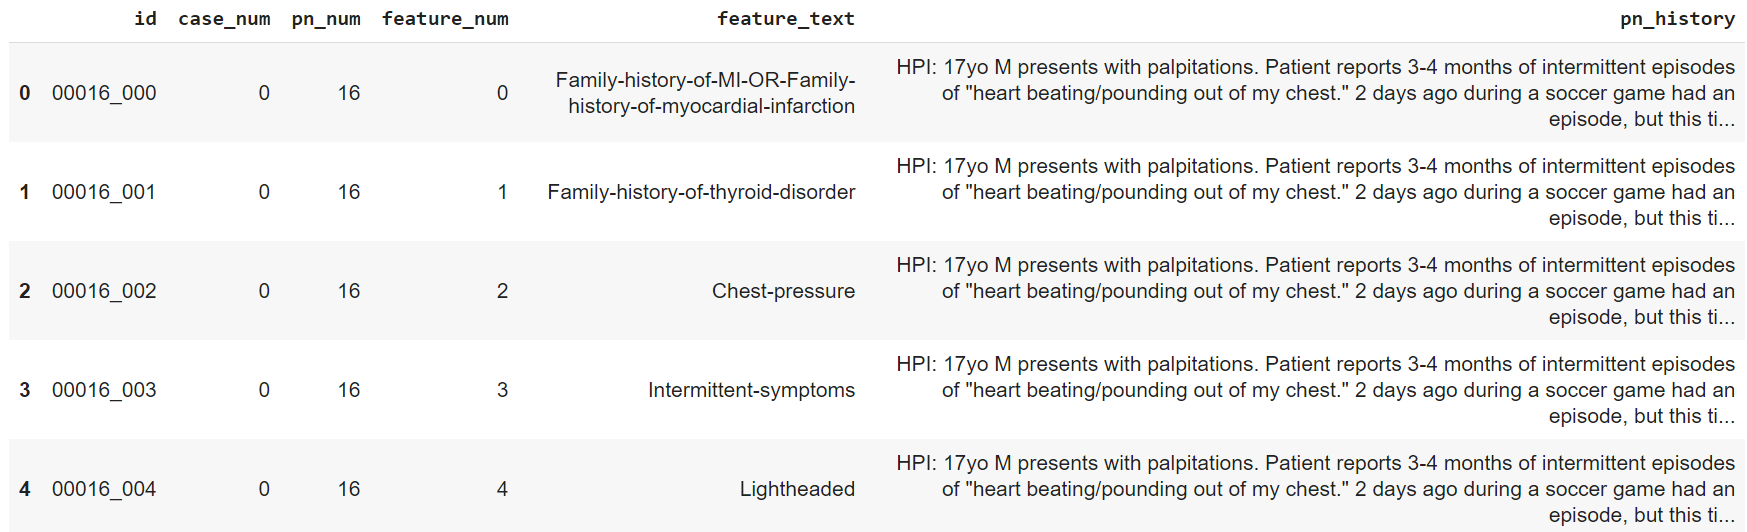 id case_num pn_num feature_num feature_text pn_history
0 00016_000 0 16 0 Family-history-of-MI-OR-Family-history-of-myocardial-infarction HPI: 17yo M presents with palpitations. Patient reports 3-4 months of intermittent episodes of "heart beating/pounding out of my chest." 2 days ago during a soccer game had an episode, but this ti...
1 00016_001 0 16 1 Family-history-of-thyroid-disorder HPI: 17yo M presents with palpitations. Patient reports 3-4 months of intermittent episodes of "heart beating/pounding out of my chest." 2 days ago during a soccer game had an episode, but this ti...
2 00016_002 0 16 2 Chest-pressure HPI: 17yo M presents with palpitations. Patient reports 3-4 months of intermittent episodes of "heart beating/pounding out of my chest." 2 days ago during a soccer game had an episode, but this ti...
3 00016_003 0 16 3 Intermittent-symptoms HPI: 17yo M presents with palpitations. Patient reports 3-4 months of intermittent episodes of "heart beating/pounding out of my chest." 2 days ago during a soccer game had an episode, but this ti...
4 00016_004 0 16 4 Lightheaded HPI: 17yo M presents with palpitations. Patient reports 3-4 months of intermittent episodes of "heart beating/pounding out of my chest." 2 days ago during a soccer game had an episode, but this ti...